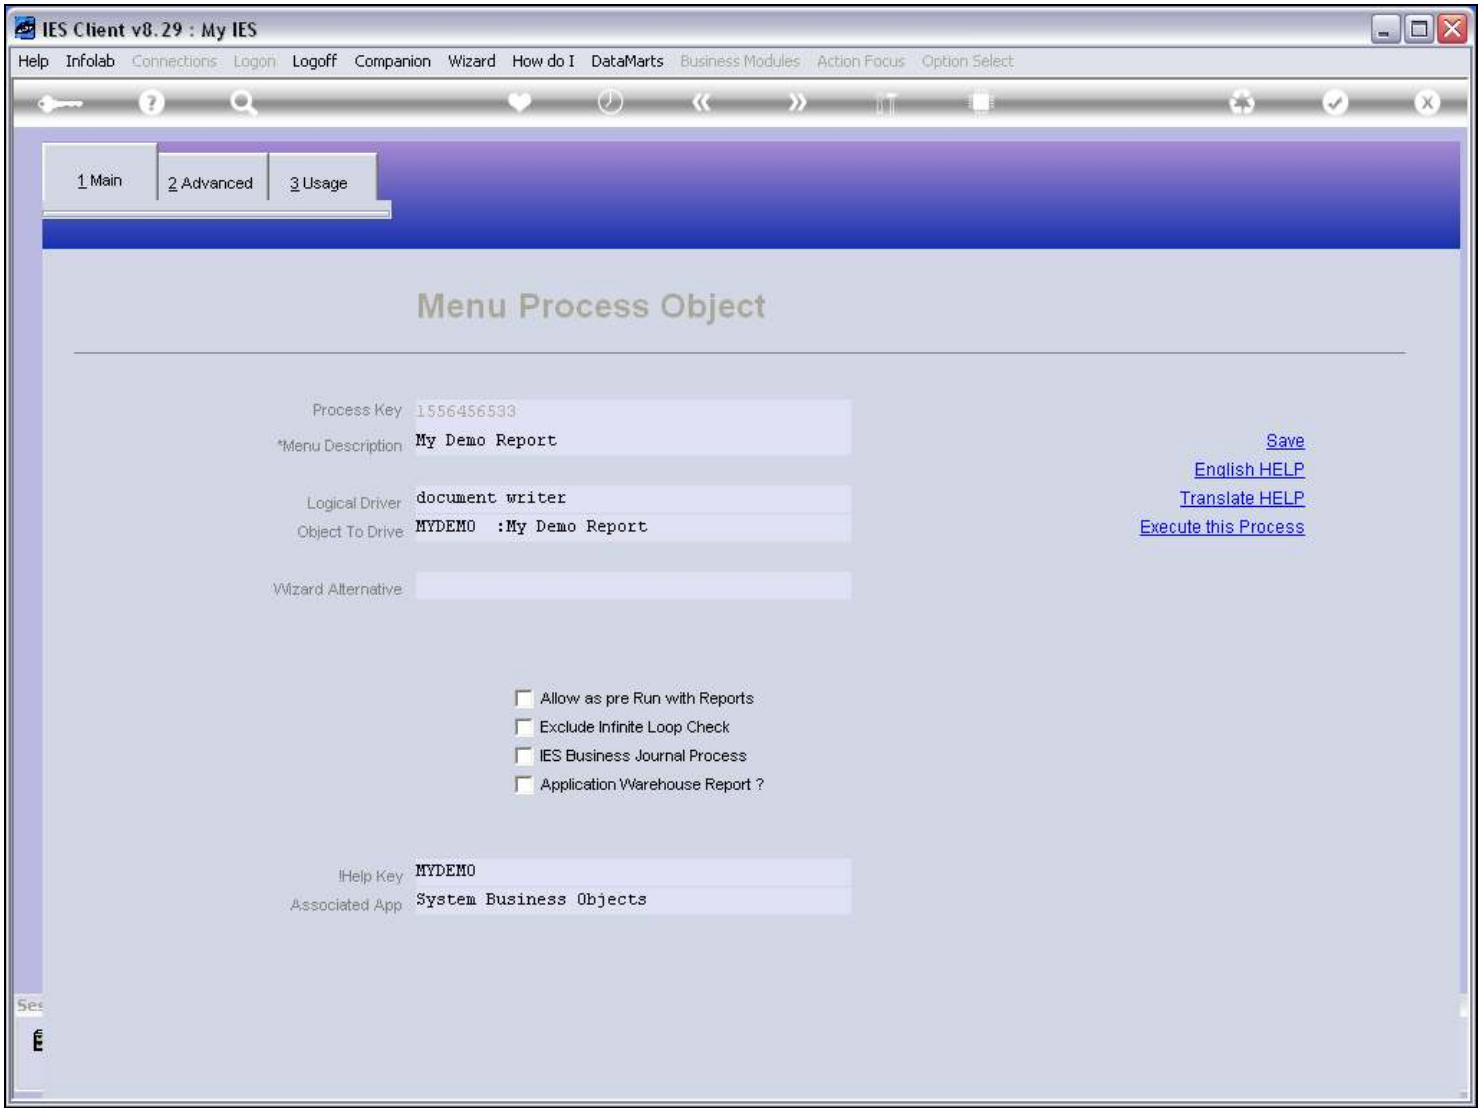 IES Client v8.29 : My IES
Help Infolab Connections Logon Logoff Companion Wizard How do I DataMarts Business Modules Action Focus Option Select
1 Main 2 Advanced 3 Usage
Menu Process Object
Process Key 1556456533
*Menu Description My Demo Report
Save
English HELP
Logical Driver document writer
Translate HELP
Object To Drive MYDEMO :My Demo Report
Execute this Process
Wizard Alternative
Allow as pre Run with Reports
Exclude Infinite Loop Check
IES Business Journal Process
Application Warehouse Report ?
!Help Key MYDEMO
Associated App System Business Objects